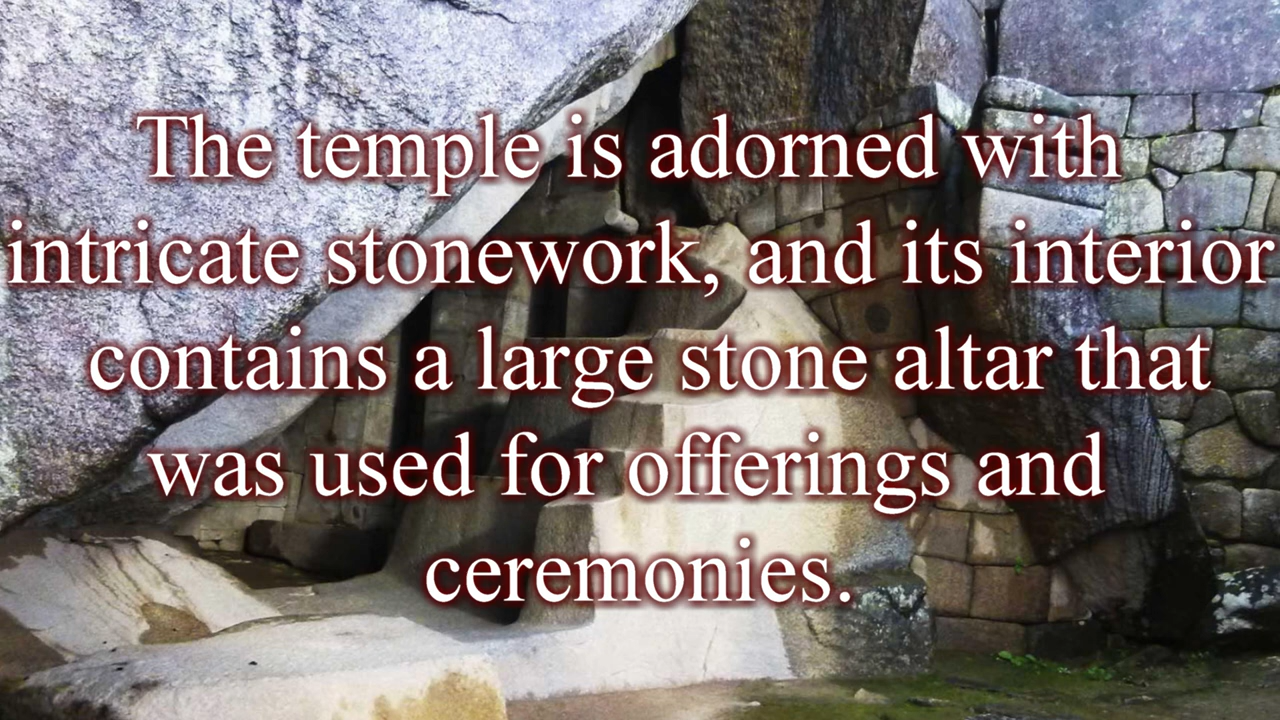 The temple is adorned with
intricate stonework, and its interior
contains a large stone altar that
was used for offerings and
ceremonies.